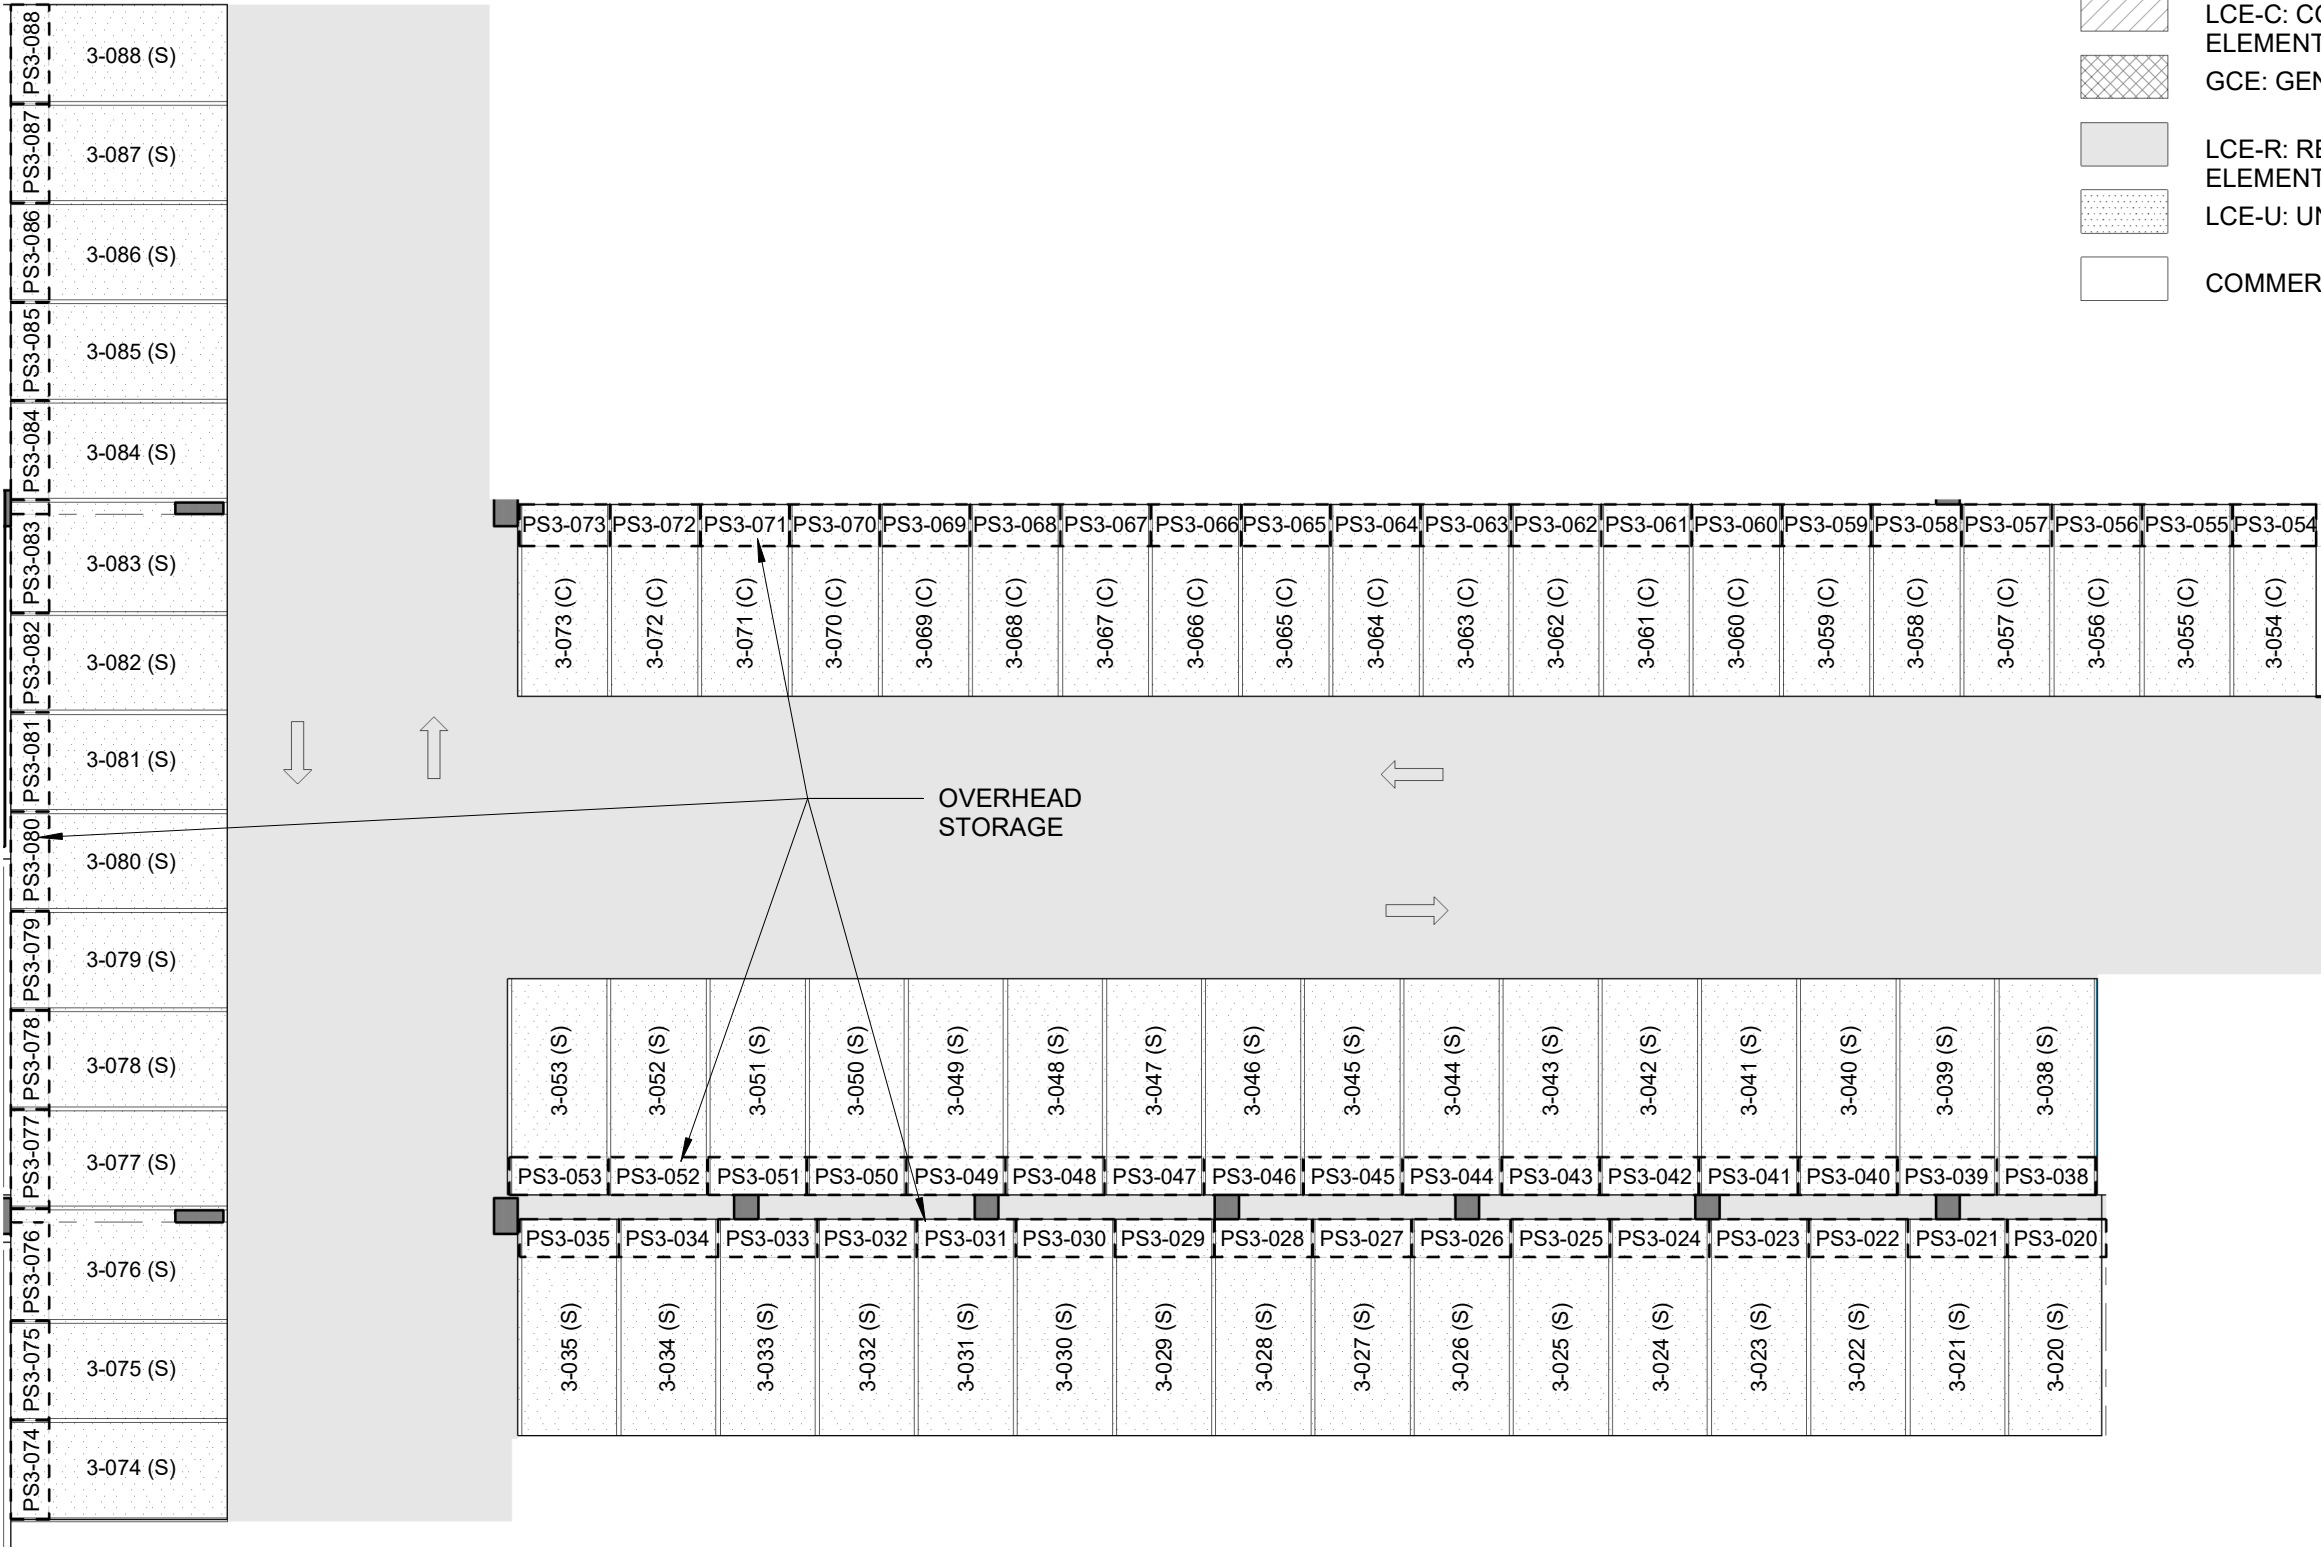 LCE-C: CO
ELEMENT
GCE: GEN
LCE-R: RE
ELEMENT
LCE-U: UN
COMMER
PS3-088 3-088 (S)
PS3-087 3-087 (S)
PS3-086 3-086 (S)
PS3-085 3-085 (S)
PS3-084 3-084 (S)
PS3-083 3-083 (S)
PS3-082 3-082 (S)
PS3-081 3-081 (S)
PS3-080 3-080 (S)
PS3-079 3-079 (S)
PS3-078 3-078 (S)
PS3-077 3-077 (S)
PS3-076 3-076 (S)
PS3-075 3-075 (S)
PS3-074 3-074 (S)
PS3-073 PS3-072 PS3-071 PS3-070 PS3-069 PS3-068 PS3-067 PS3-066 PS3-065 PS3-064 PS3-063 PS3-062 PS3-061 PS3-060 PS3-059 PS3-058 PS3-057 PS3-056 PS3-055 PS3-054
3-073 (C) 3-072 (C) 3-071 (C) 3-070 (C) 3-069 (C) 3-068 (C) 3-067 (C) 3-066 (C) 3-065 (C) 3-064 (C) 3-063 (C) 3-062 (C) 3-061 (C) 3-060 (C) 3-059 (C) 3-058 (C) 3-057 (C) 3-056 (C) 3-055 (C) 3-054 (C)
OVERHEAD
STORAGE
3-053 (S) 3-052 (S) 3-051 (S) 3-050 (S) 3-049 (S) 3-048 (S) 3-047 (S) 3-046 (S) 3-045 (S) 3-044 (S) 3-043 (S) 3-042 (S) 3-041 (S) 3-040 (S) 3-039 (S) 3-038 (S)
PS3-053 PS3-052 PS3-051 PS3-050 PS3-049 PS3-048 PS3-047 PS3-046 PS3-045 PS3-044 PS3-043 PS3-042 PS3-041 PS3-040 PS3-039 PS3-038
PS3-035 PS3-034 PS3-033 PS3-032 PS3-031 PS3-030 PS3-029 PS3-028 PS3-027 PS3-026 PS3-025 PS3-024 PS3-023 PS3-022 PS3-021 PS3-020
3-035 (S) 3-034 (S) 3-033 (S) 3-032 (S) 3-031 (S) 3-030 (S) 3-029 (S) 3-028 (S) 3-027 (S) 3-026 (S) 3-025 (S) 3-024 (S) 3-023 (S) 3-022 (S) 3-021 (S) 3-020 (S)